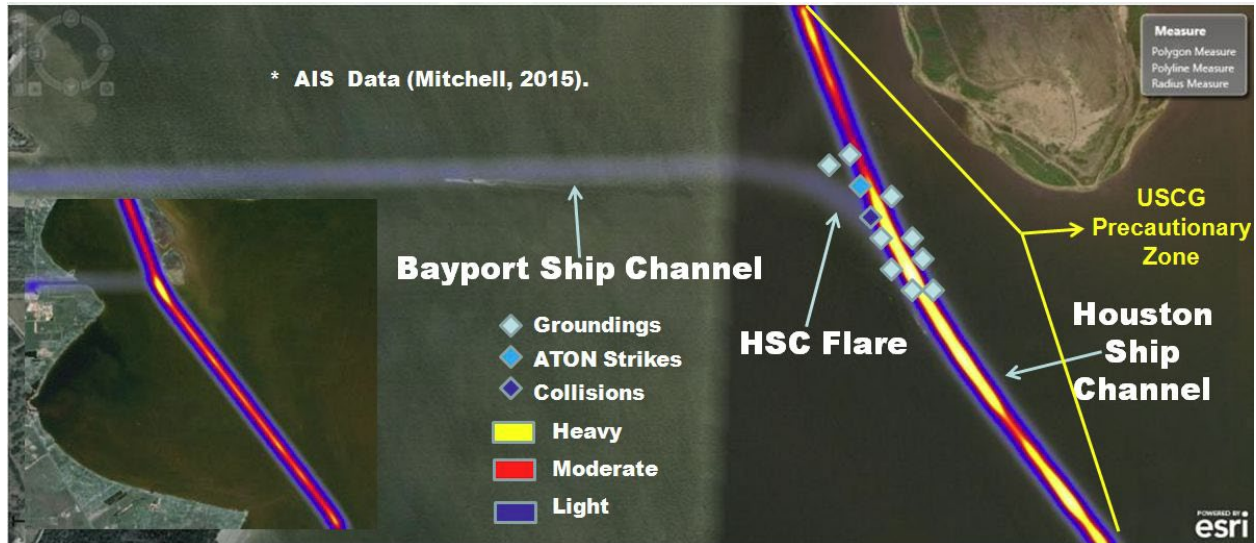 * AIS Data (Mitchell, 2015).
Measure
Polygon Measure
Polyline Measure
Radius Measure
USCG
Precautionary
Zone
Bayport Ship Channel
HSC Flare
Houston
Ship
Channel
Groundings
ATON Strikes
Collisions
Heavy
Moderate
Light
POWERED BY
esri